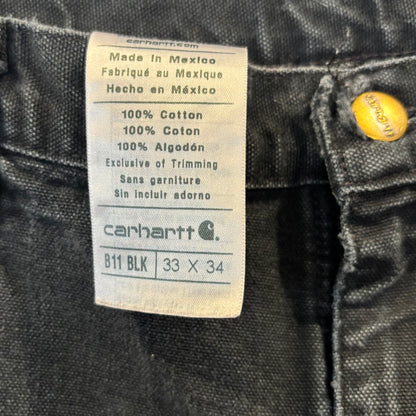 carhartt.com
Made in Mexico
Fabriqué au Mexique
Hecho en México
100% Cotton
100% Coton
100% Algodón
Exclusive of Trimming
Sans garniture
Sin incluir adorno
carhartt
B11 BLK 33 X 34